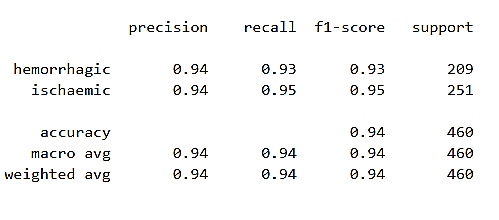 precision recall f1-score support
hemorrhagic 0.94 0.93 0.93 209
ischaemic 0.94 0.95 0.95 251
accuracy 0.94 460
macro avg 0.94 0.94 0.94 460
weighted avg 0.94 0.94 0.94 460